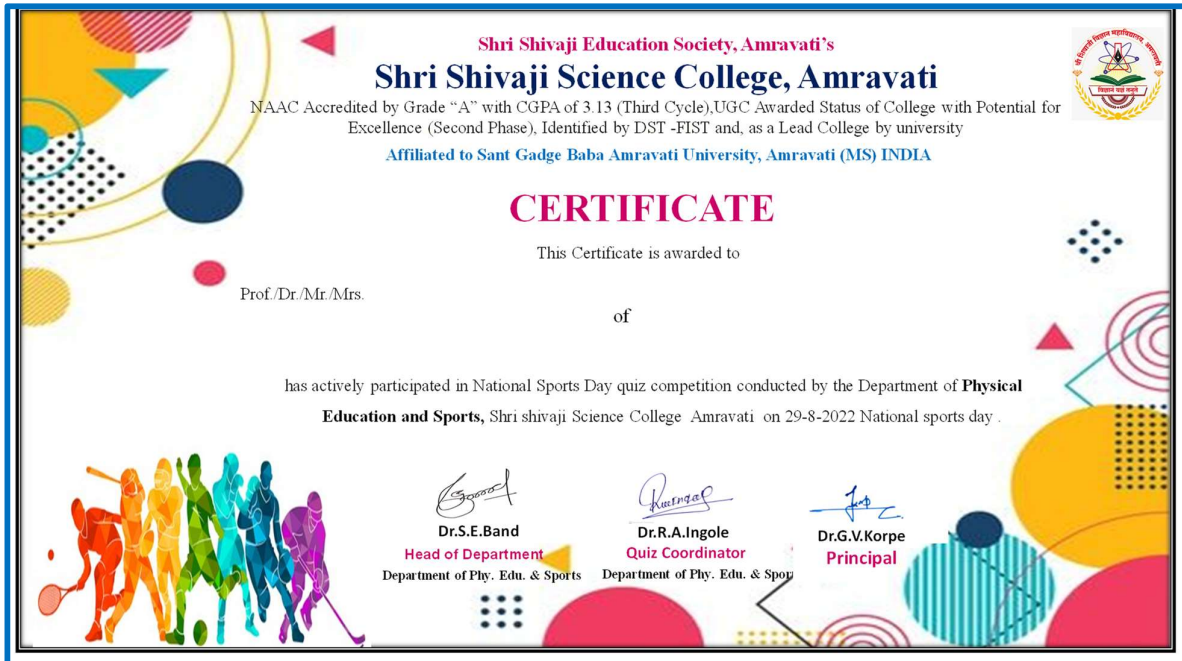 Shri Shivaji Education Society, Amravati's
Shri Shivaji Science College, Amravati
NAAC Accredited by Grade “A” with CGPA of 3.13 (Third Cycle),UGC Awarded Status of College with Potential for
Excellence (Second Phase), Identified by DST -FIST and, as a Lead College by university
Affiliated to Sant Gadge Baba Amravati University, Amravati (MS) INDIA
श्री शिवाजी विज्ञान महाविद्यालय, अमरावती
CERTIFICATE
This Certificate is awarded to
Prof./Dr./Mr./Mrs.
of
has actively participated in National Sports Day quiz competition conducted by the Department of Physical
Education and Sports, Shri shivaji Science College Amravati on 29-8-2022 National sports day .
Dr.S.E.Band
Head of Department
Department of Phy. Edu. & Sports
Dr.R.A.Ingole
Quiz Coordinator
Department of Phy. Edu. & Spor
Dr.G.V.Korpe
Principal